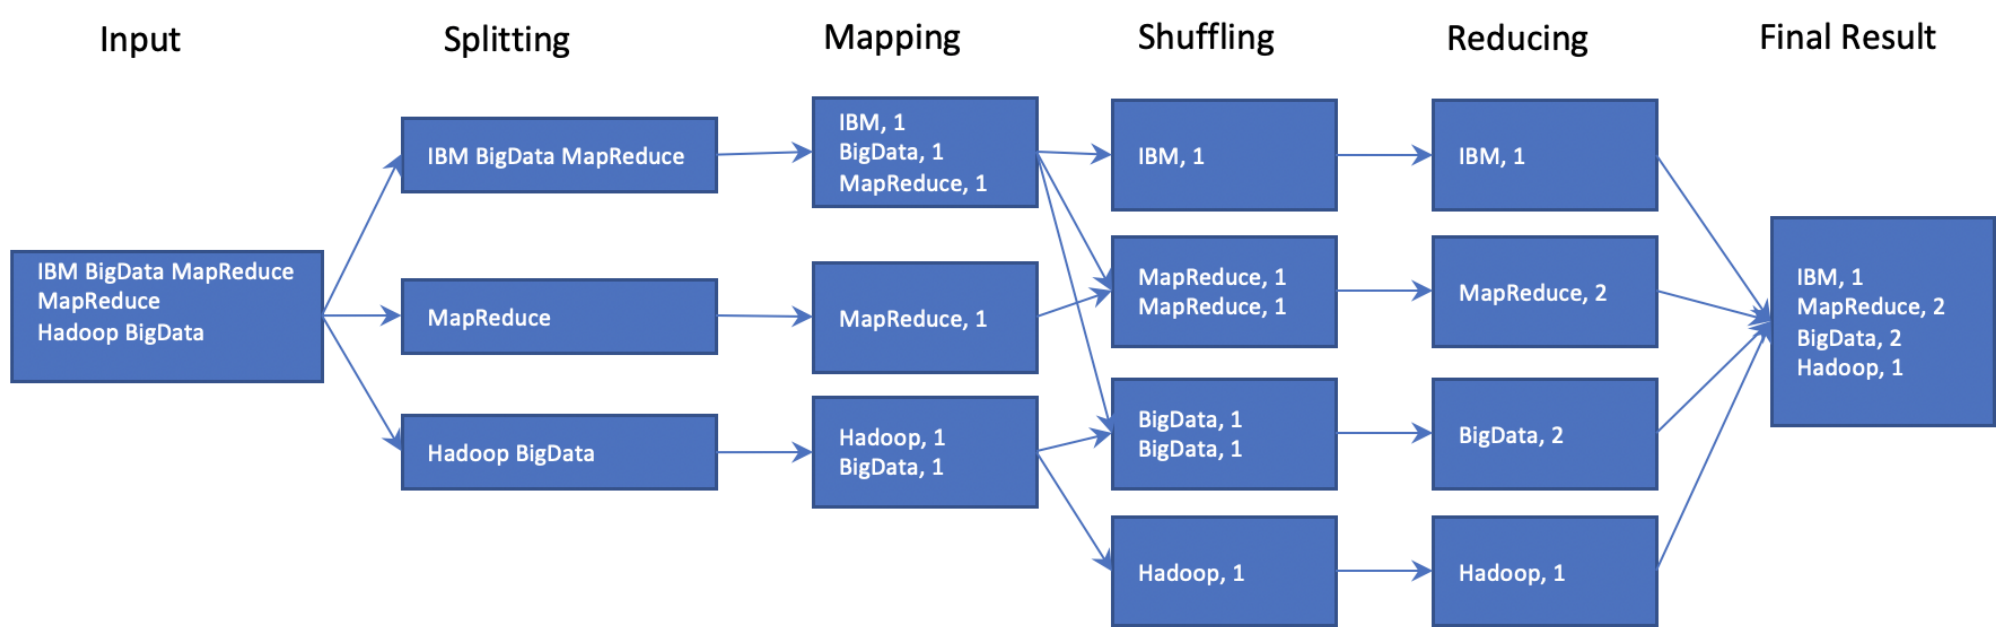 Input
Splitting
Mapping
Shuffling
Reducing
Final Result
IBM BigData MapReduce
MapReduce
Hadoop BigData
IBM BigData MapReduce
MapReduce
Hadoop BigData
IBM, 1
BigData, 1
MapReduce, 1
MapReduce, 1
Hadoop, 1
BigData, 1
IBM, 1
MapReduce, 1
MapReduce, 1
BigData, 1
BigData, 1
Hadoop, 1
IBM, 1
MapReduce, 2
BigData, 2
Hadoop, 1
IBM, 1
MapReduce, 2
BigData, 2
Hadoop, 1